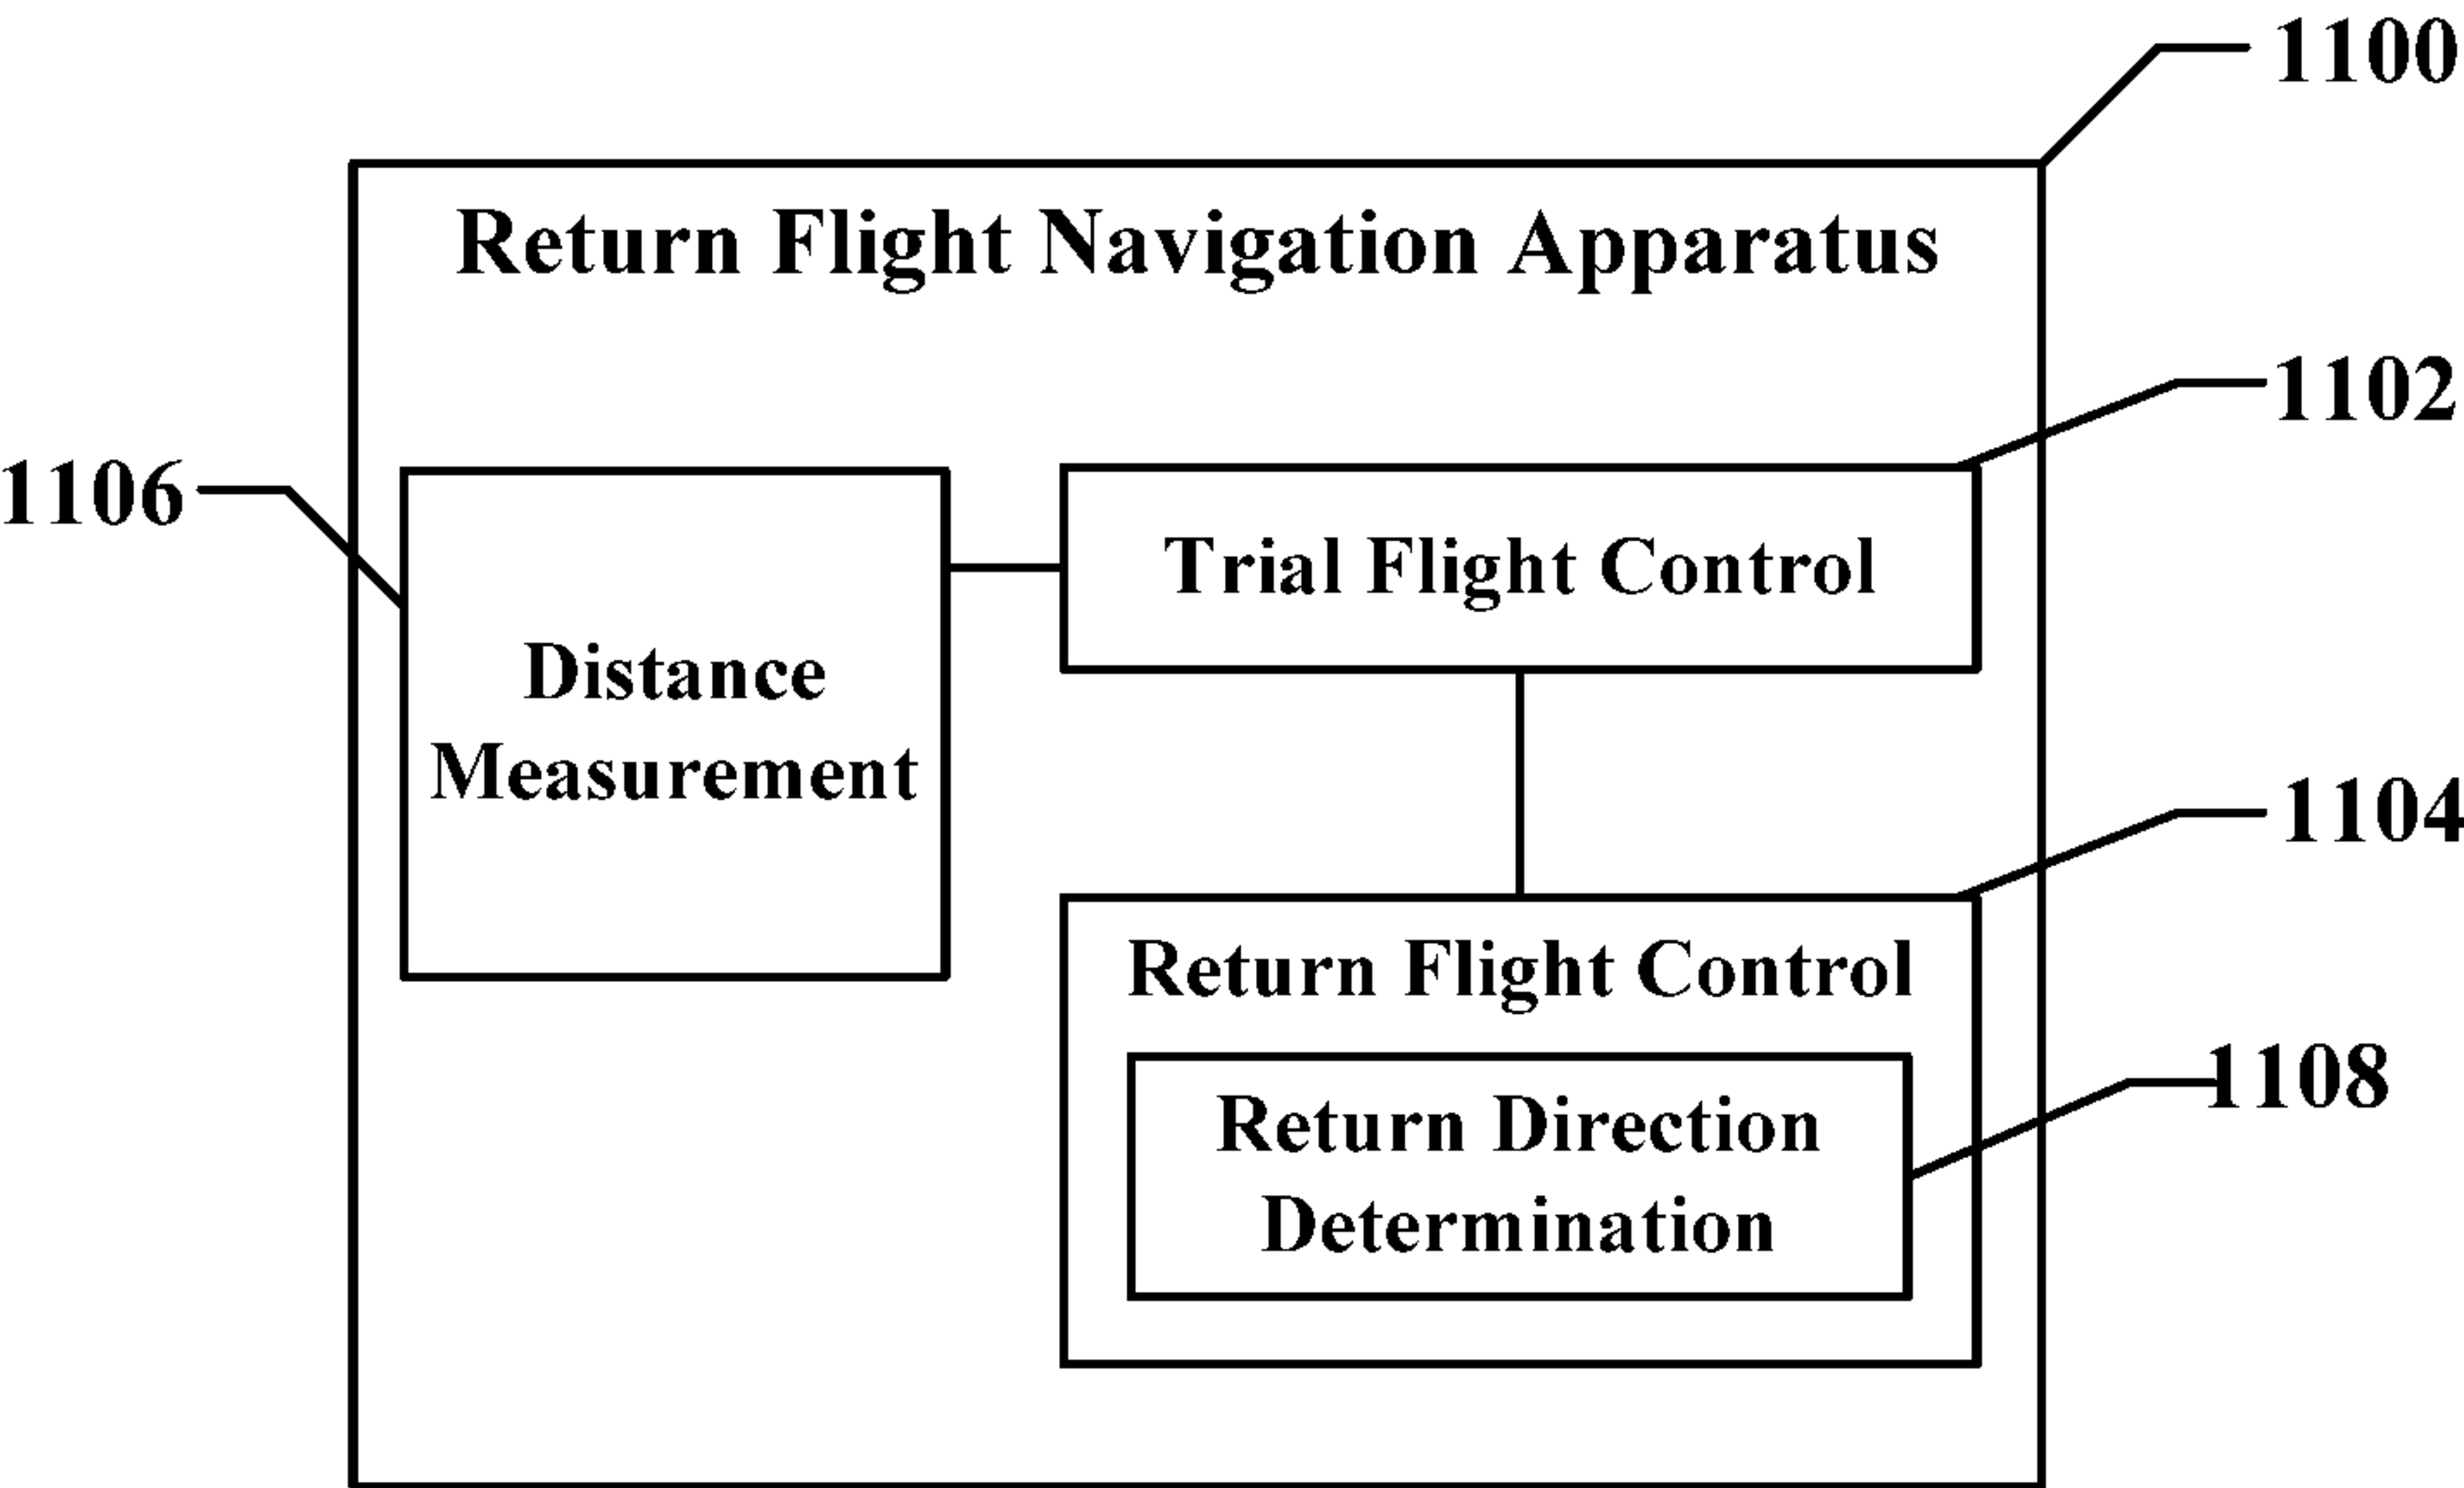 1100
Return Flight Navigation Apparatus
1102
1106
Trial Flight Control
Distance
Measurement
1104
Return Flight Control
1108
Return Direction
Determination